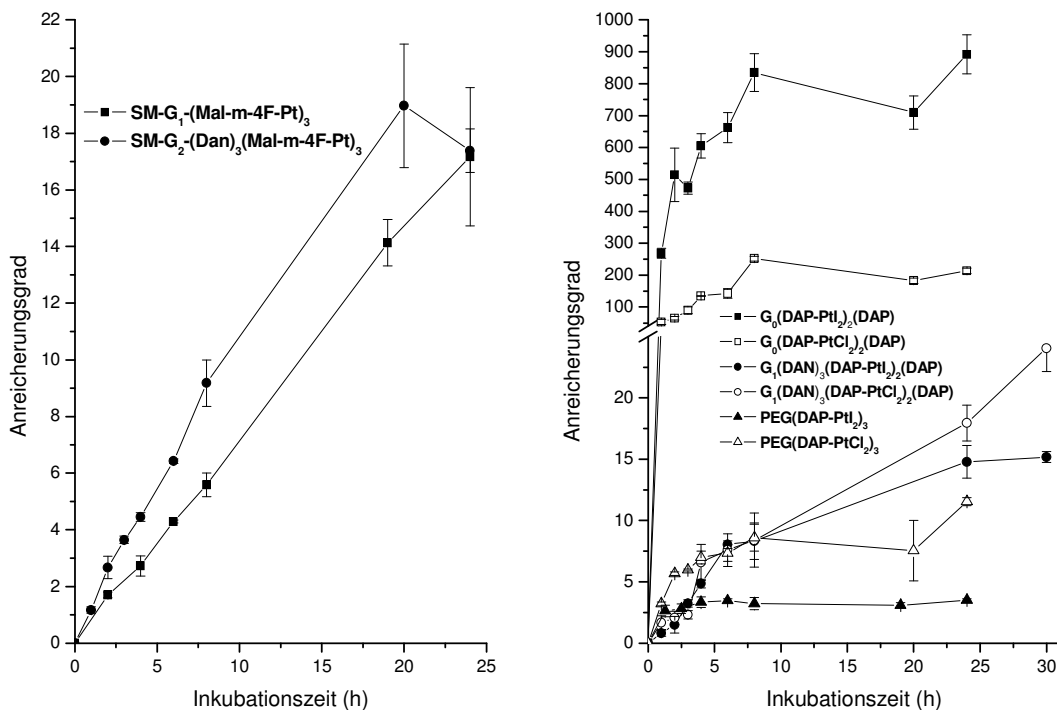 22
20
18
16
14
12
10
8
6
4
2
0
Anreicherungsgrad
SM-G₁-(Mal-m-4F-Pt)₃
SM-G₂-(Dan)₃(Mal-m-4F-Pt)₃
0 5 10 15 20 25
Inkubationszeit (h)
1000
900
800
700
600
500
400
300
200
100
20
15
10
5
0
Anreicherungsgrad
G₀(DAP-PtI₂)₂(DAP)
G₀(DAP-PtCl₂)₂(DAP)
G₁(DAN)₃(DAP-PtI₂)₂(DAP)
G₁(DAN)₃(DAP-PtCl₂)₂(DAP)
PEG(DAP-PtI₂)₃
PEG(DAP-PtCl₂)₃
0 5 10 15 20 25 30
Inkubationszeit (h)